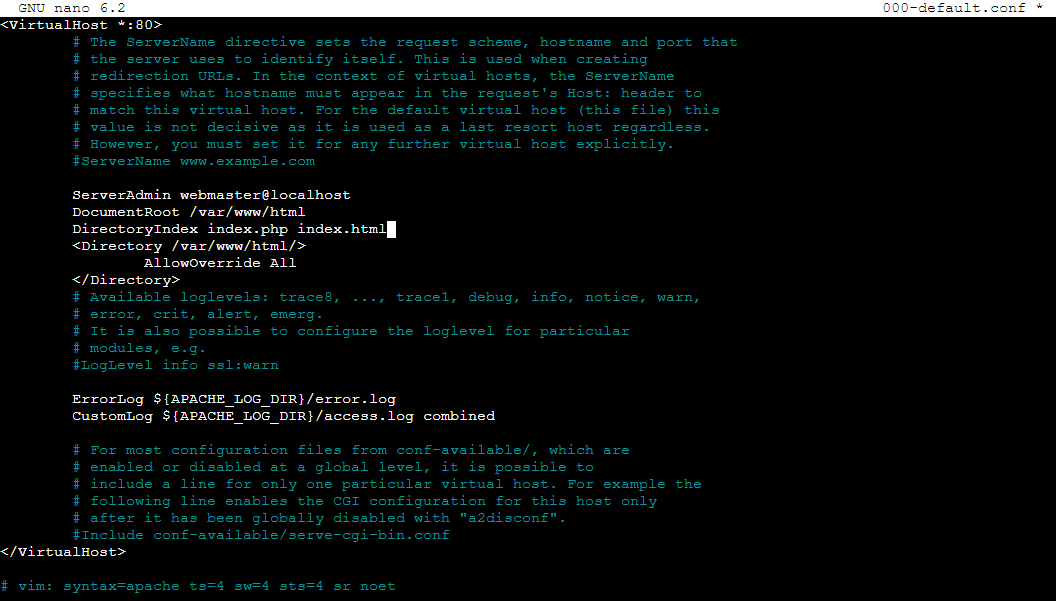 GNU nano 6.2 000-default.conf *
<VirtualHost *:80>
# The ServerName directive sets the request scheme, hostname and port that
# the server uses to identify itself. This is used when creating
# redirection URLs. In the context of virtual hosts, the ServerName
# specifies what hostname must appear in the request's Host: header to
# match this virtual host. For the default virtual host (this file) this
# value is not decisive as it is used as a last resort host regardless.
# However, you must set it for any further virtual host explicitly.
#ServerName www.example.com
ServerAdmin webmaster@localhost
DocumentRoot /var/www/html
DirectoryIndex index.php index.html
<Directory /var/www/html/>
AllowOverride All
</Directory>
# Available loglevels: trace8, ..., trace1, debug, info, notice, warn,
# error, crit, alert, emerg.
# It is also possible to configure the loglevel for particular
# modules, e.g.
#LogLevel info ssl:warn
ErrorLog ${APACHE_LOG_DIR}/error.log
CustomLog ${APACHE_LOG_DIR}/access.log combined
# For most configuration files from conf-available/, which are
# enabled or disabled at a global level, it is possible to
# include a line for only one particular virtual host. For example the
# following line enables the CGI configuration for this host only
# after it has been globally disabled with "a2disconf".
#Include conf-available/serve-cgi-bin.conf
</VirtualHost>
# vim: syntax=apache ts=4 sw=4 sts=4 sr noet